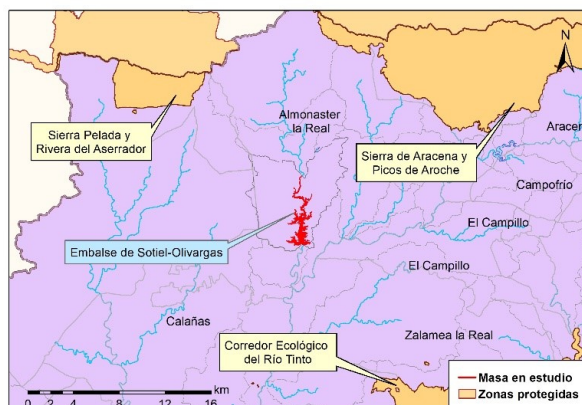 N
Almonaster
la Real
Aracen
Sierra Pelada y
Rivera del Aserrador
Sierra de Aracena y
Picos de Aroche
Campofrío
El Campillo
Embalse de Sotiel-Olivargas
El Campillo
Calañas
Zalamea la Real
Corredor Ecológico
del Río Tinto
km
0 2 4 8 12 16
Masa en estudio
Zonas protegidas